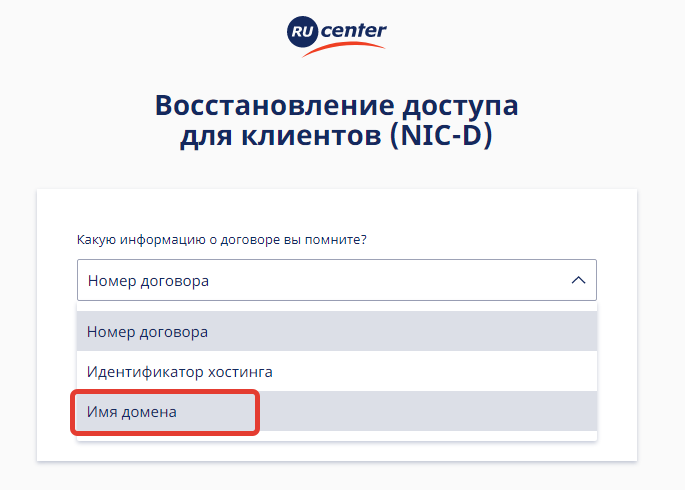 RU center
Восстановление доступа
для клиентов (NIC-D)
Какую информацию о договоре вы помните?
Номер договора
Номер договора
Идентификатор хостинга
Имя домена